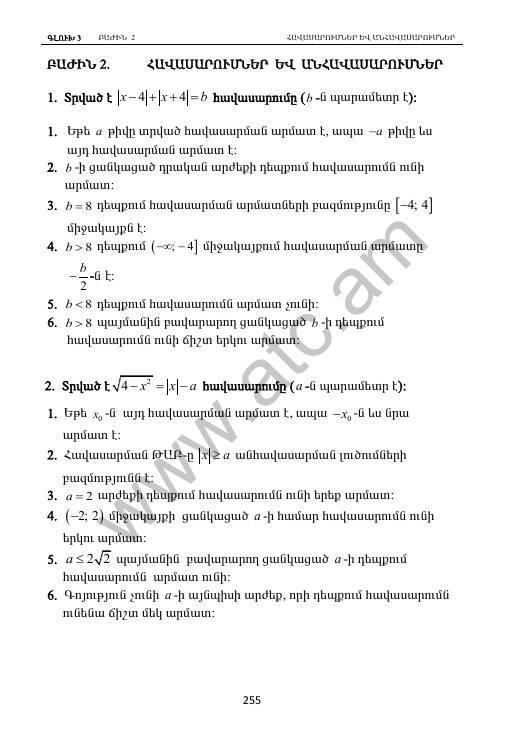 ԳԼՈՒԽ 3 ԲԱԺԻՆ 2 ՀԱՎԱՍԱՐՈՒՄՆԵՐ ԵՎ ԱՆՀԱՎԱՍԱՐՈՒՄՆԵՐ
ԲԱԺԻՆ 2. ՀԱՎԱՍԱՐՈՒՄՆԵՐ ԵՎ ԱՆՀԱՎԱՍԱՐՈՒՄՆԵՐ
1. Տրված է |x−4|+|x+4|=b հավասարումը (b -ն պարամետր է):
1. Եթե a թիվը տրված հավասարման արմատ է, ապա −a թիվը ևս
այդ հավասարման արմատ է:
2. b -ի ցանկացած դրական արժեքի դեպքում հավասարումն ունի
արմատ:
3. b = 8 դեպքում հավասարման արմատների բազմությունը [−4; 4]
միջակայքն է:
4. b > 8 դեպքում (−∞; −4] միջակայքում հավասարման արմատը
−b/2-ն է:
5. b < 8 դեպքում հավասարումն արմատ չունի:
6. b > 8 պայմանին բավարարող ցանկացած b -ի դեպքում
հավասարումն ունի ճիշտ երկու արմատ:
2. Տրված է √(4−x²) = |x| − a հավասարումը (a -ն պարամետր է):
1. Եթե x₀ -ն այդ հավասարման արմատ է, ապա −x₀ -ն ևս նրա
արմատ է:
2. Հավասարման ԹԱԲ-ը |x| ≥ a անհավասարման լուծումների
բազմությունն է:
3. a = 2 արժեքի դեպքում հավասարումն ունի երեք արմատ:
4. (−2; 2) միջակայքի ցանկացած a -ի համար հավասարումն ունի
երկու արմատ:
5. a ≤ 2√2 պայմանին բավարարող ցանկացած a -ի դեպքում
հավասարումն արմատ ունի:
6. Գոյություն չունի a -ի այնպիսի արժեք, որի դեպքում հավասարումն
ունենա ճիշտ մեկ արմատ:
www.atc.am
255